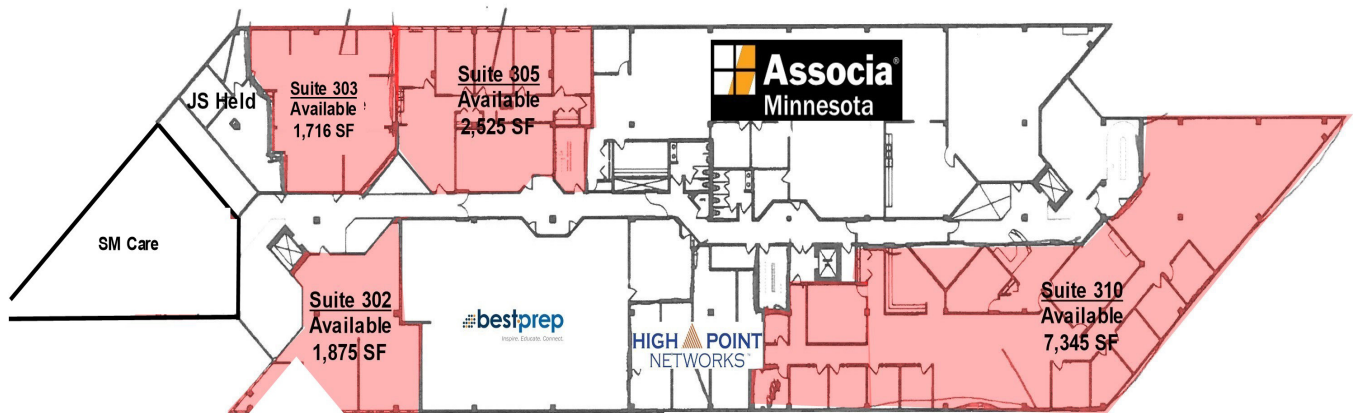 JS Held
Suite 303
Available
1,716 SF
Suite 305
Available
2,525 SF
Associa®
Minnesota
SM Care
Suite 302
Available
1,875 SF
bestprep
Inspire. Educate. Connect.
HIGH POINT
NETWORKS
Suite 310
Available
7,345 SF